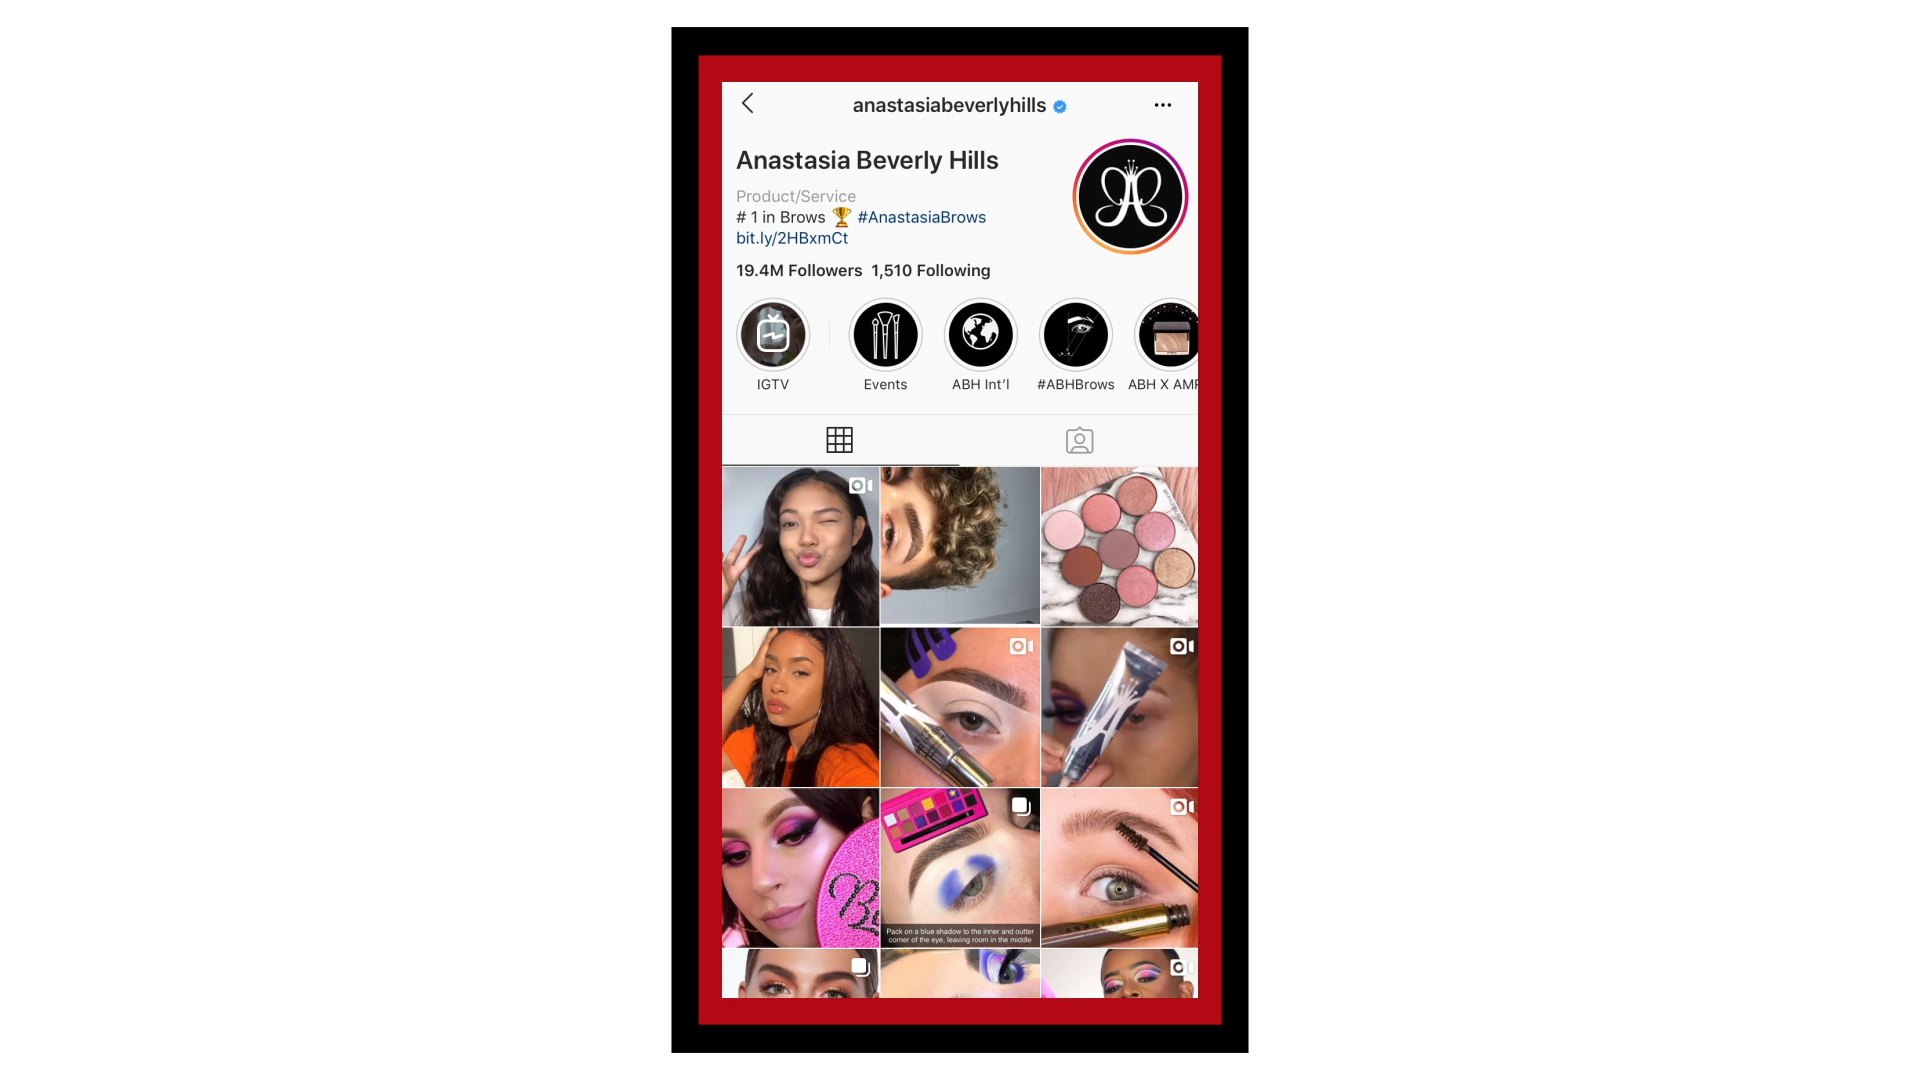 anastasiabeverlyhills
Anastasia Beverly Hills
Product/Service
# 1 in Brows 🏆 #AnastasiaBrows
bit.ly/2HBxmCt
19.4M Followers 1,510 Following
IGTV
Events
ABH Int’l
#ABHBrows
ABH X AMR
Pack on a blue shadow to the inner and outter
corner of the eye, leaving room in the middle
ANASTASIA